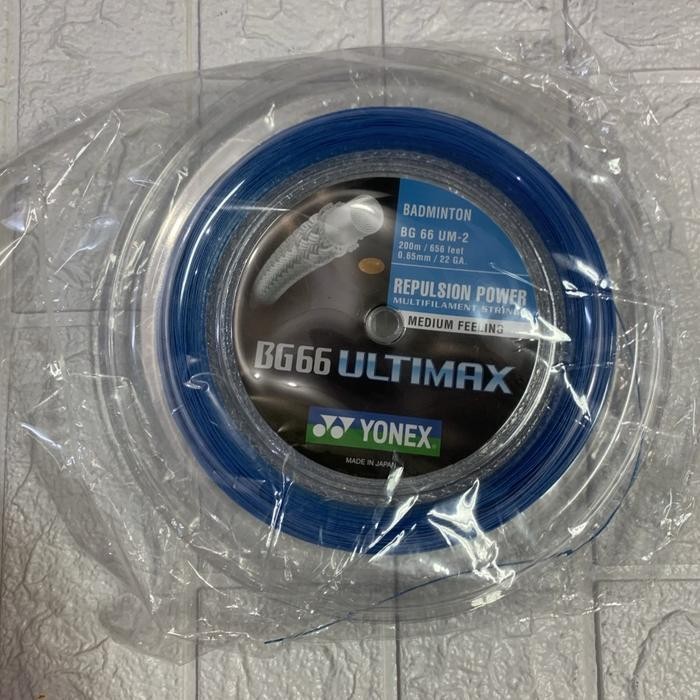 BADMINTON
BG 66 UM-2
200m / 656 feet
0.65mm / 22 GA.
REPULSION POWER
MULTIFILAMENT STRING
MEDIUM FEELING
BG66 ULTIMAX
YONEX
MADE IN JAPAN